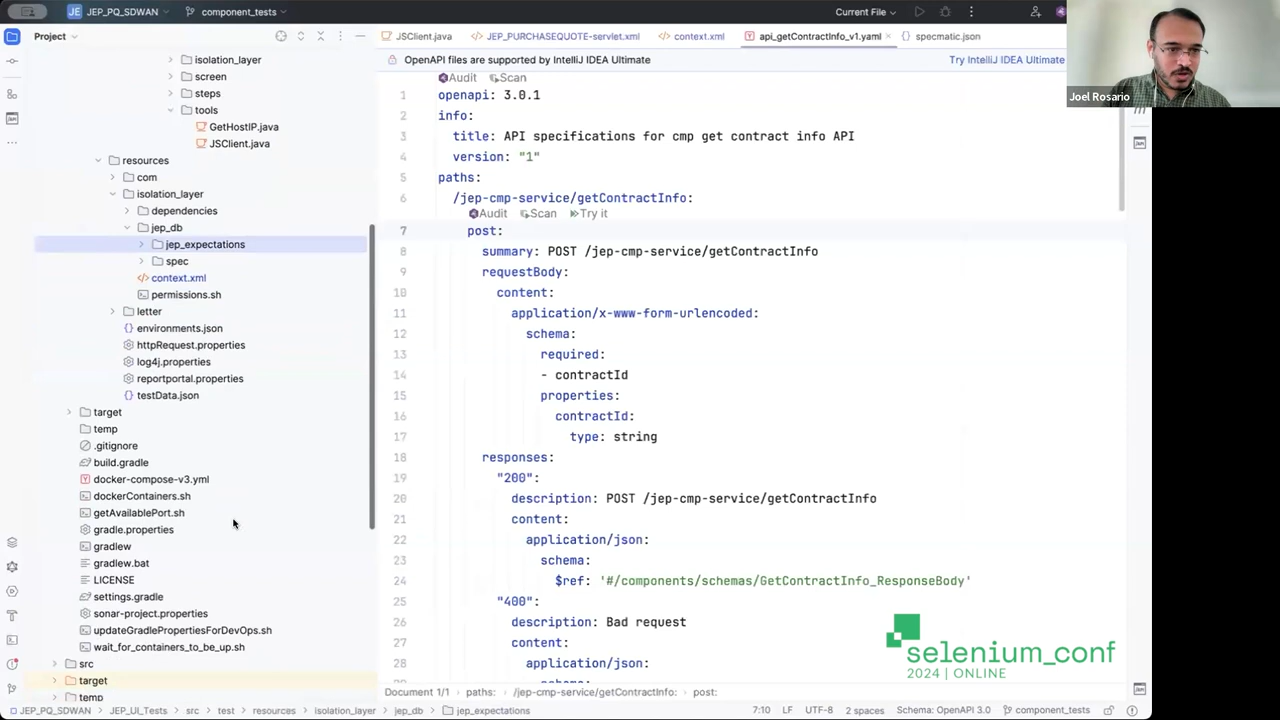 JE JEP_PQ_SDWAN
component_tests
Current File
Project
isolation_layer
screen
steps
tools
GetHostIP.java
JSClient.java
resources
com
isolation_layer
dependencies
jep_db
jep_expectations
spec
context.xml
permissions.sh
letter
environments.json
httpRequest.properties
log4j.properties
reportportal.properties
testData.json
target
temp
.gitignore
build.gradle
docker-compose-v3.yml
dockerContainers.sh
getAvailablePort.sh
gradle.properties
gradlew
gradlew.bat
LICENSE
settings.gradle
sonar-project.properties
updateGradlePropertiesForDevOps.sh
wait_for_containers_to_be_up.sh
src
target
temp
JSClient.java
JEP_PURCHASEQUOTE-servlet.xml
context.xml
api_getContractInfo_v1.yaml
specmatic.json
OpenAPI files are supported by IntelliJ IDEA Ultimate
Try IntelliJ IDEA Ultimate
Audit Scan
1 openapi: 3.0.1
2 info:
3 title: API specifications for cmp get contract info API
4 version: "1"
5 paths:
6 /jep-cmp-service/getContractInfo:
Audit Scan Try it
7 post:
8 summary: POST /jep-cmp-service/getContractInfo
9 requestBody:
10 content:
11 application/x-www-form-urlencoded:
12 schema:
13 required:
14 - contractId
15 properties:
16 contractId:
17 type: string
18 responses:
19 "200":
20 description: POST /jep-cmp-service/getContractInfo
21 content:
22 application/json:
23 schema:
24 $ref: '#/components/schemas/GetContractInfo_ResponseBody'
25 "400":
26 description: Bad request
27 content:
28 application/json:
Document 1/1 paths: /jep-cmp-service/getContractInfo: post:
JEP_PQ_SDWAN JEP_UI_Tests src test resources isolation_layer jep_db jep_expectations
7:10 LF UTF-8 2 spaces Schema: OpenAPI 3.0 component_tests
Joel Rosario
selenium_conf
2024 | ONLINE